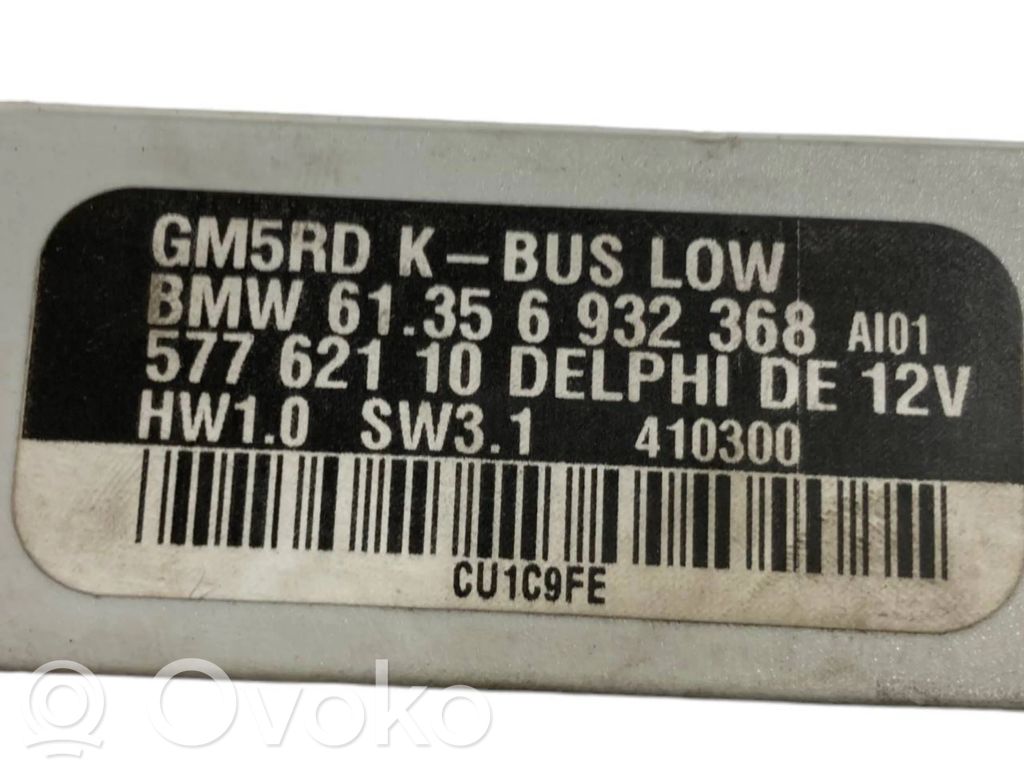 GM5RD K-BUS LOW
BMW 61.35 6 932 368 AI01
577 621 10 DELPHI DE 12V
HW1.0 SW3.1 410300
CU1C9FE
Ovoko